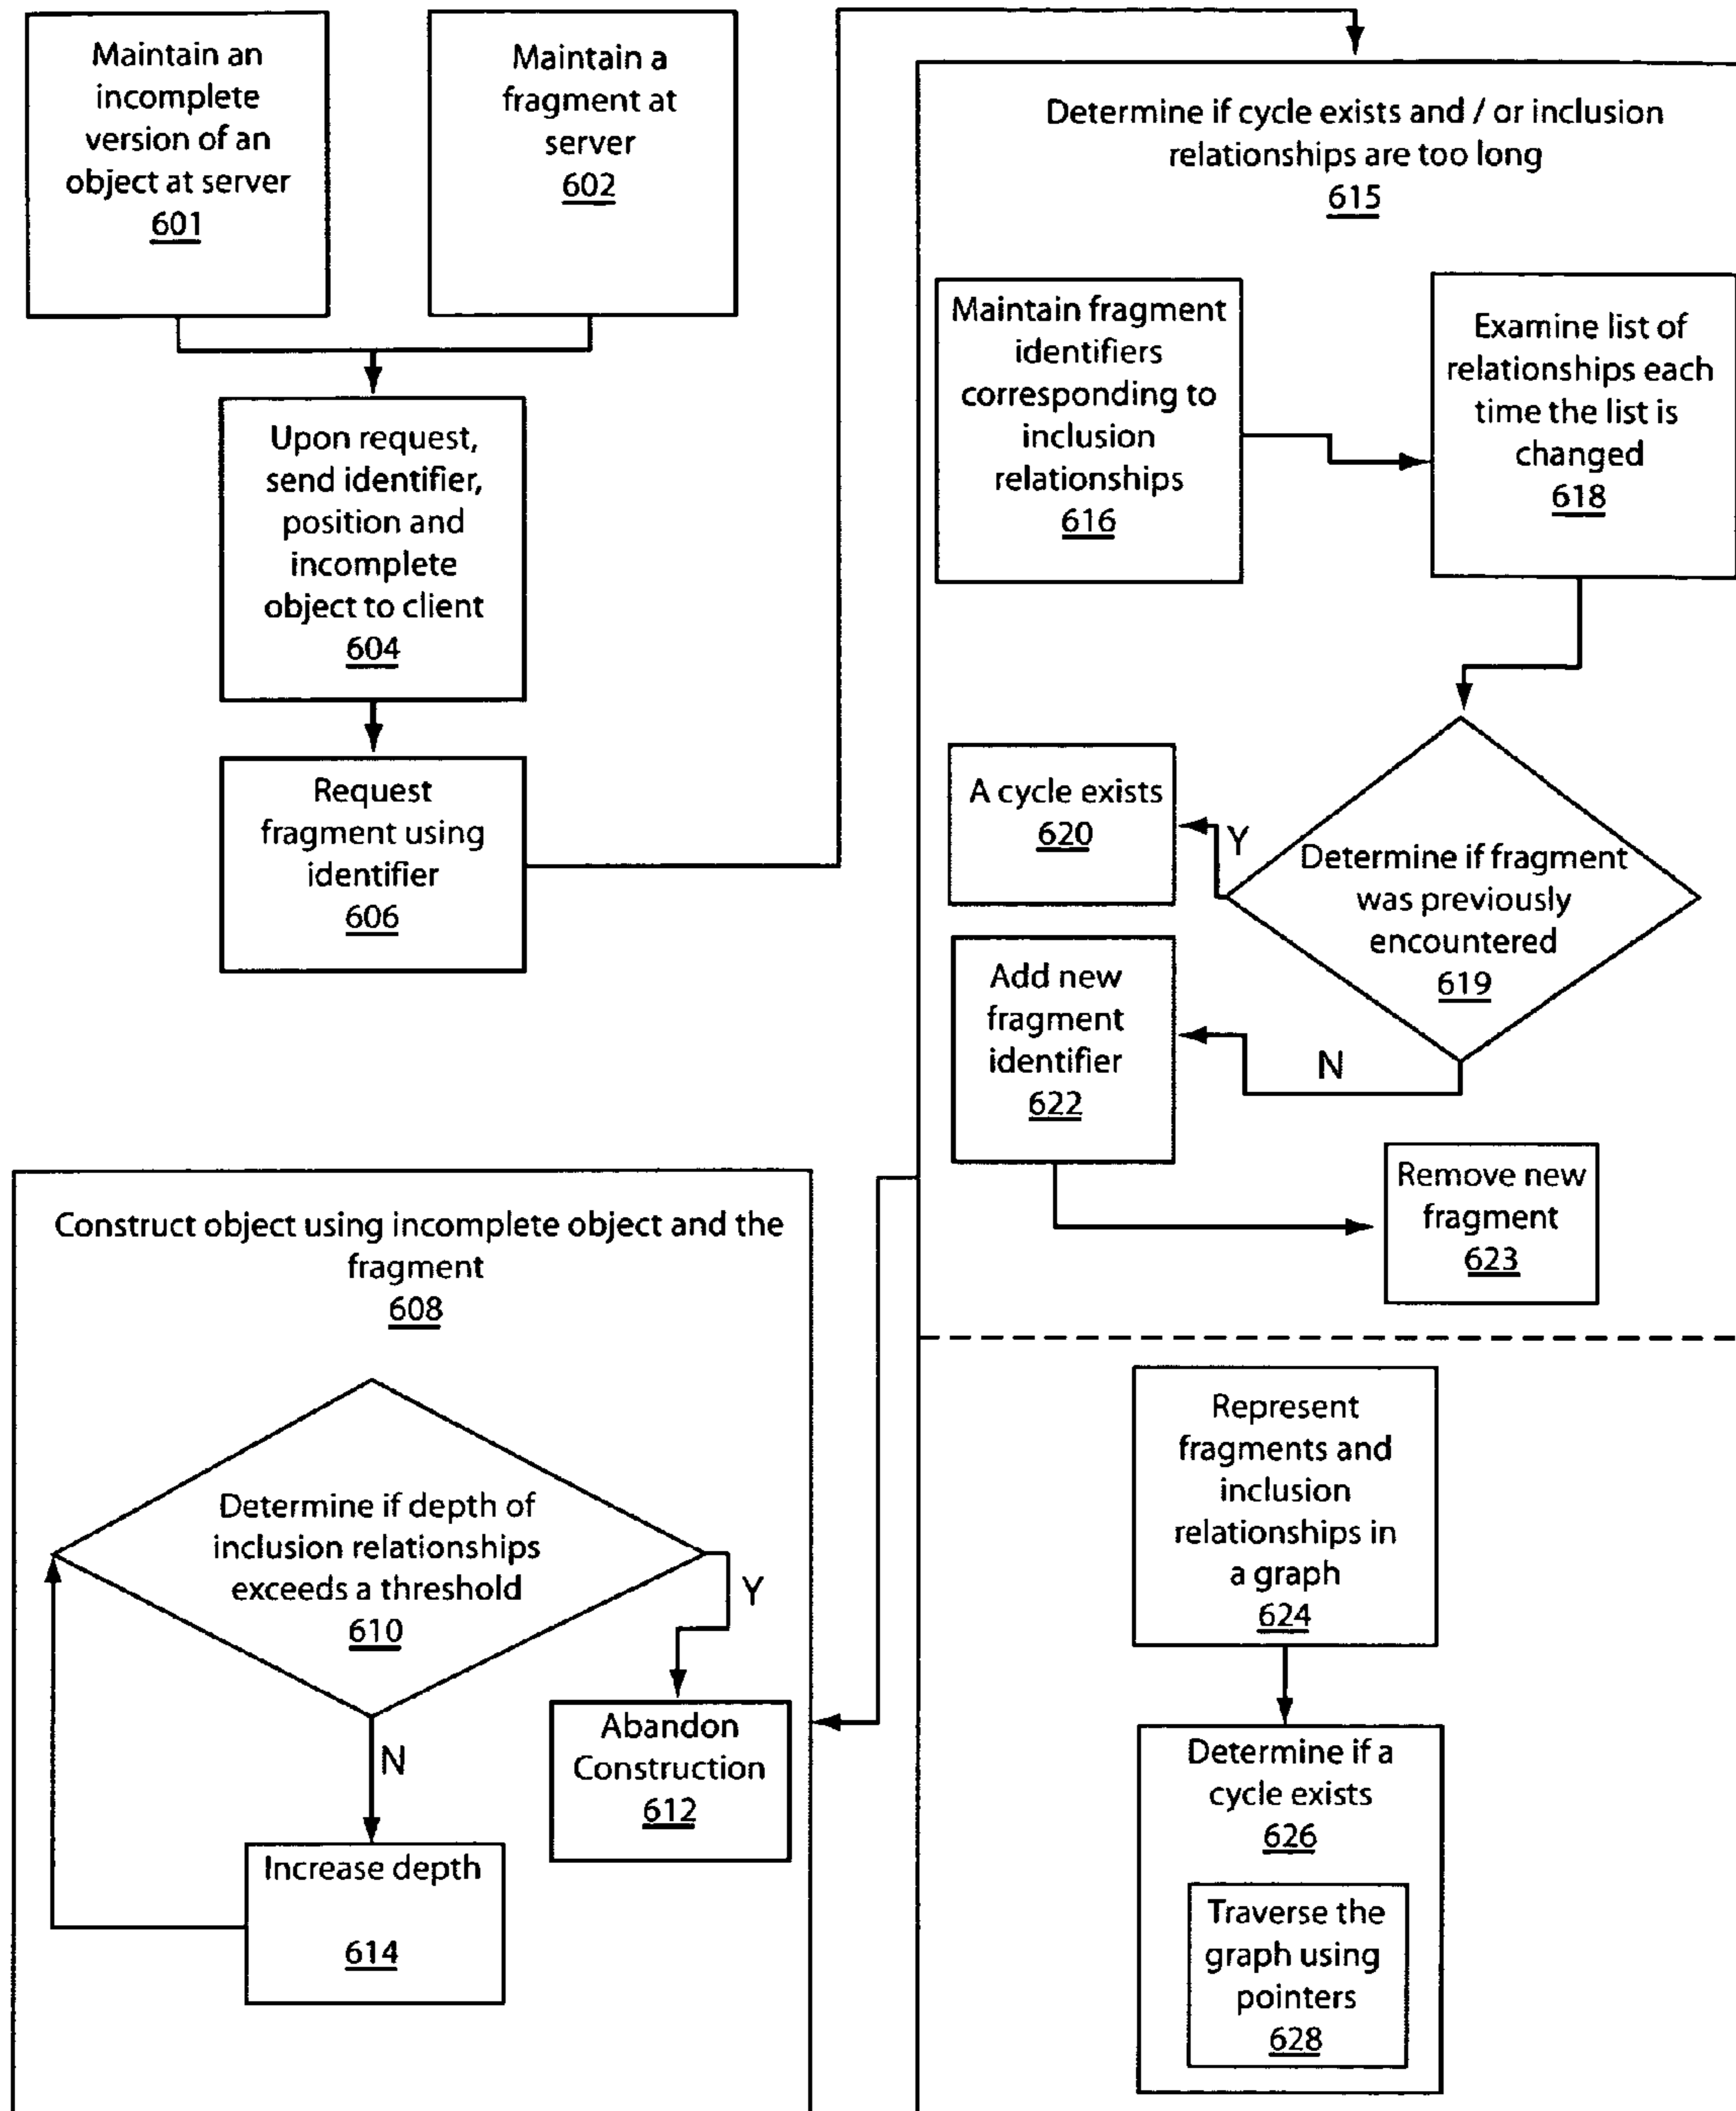 Maintain an
incomplete
version of an
object at server
601
Maintain a
fragment at
server
602
Upon request,
send identifier,
position and
incomplete
object to client
604
Request
fragment using
identifier
606
Determine if cycle exists and / or inclusion
relationships are too long
615
Maintain fragment
identifiers
corresponding to
inclusion
relationships
616
Examine list of
relationships each
time the list is
changed
618
Determine if fragment
was previously
encountered
619
Y
A cycle exists
620
N
Add new
fragment
identifier
622
Remove new
fragment
623
Construct object using incomplete object and the
fragment
608
Determine if depth of
inclusion relationships
exceeds a threshold
610
Y
Abandon
Construction
612
N
Increase depth
614
Represent
fragments and
inclusion
relationships in
a graph
624
Determine if a
cycle exists
626
Traverse the
graph using
pointers
628